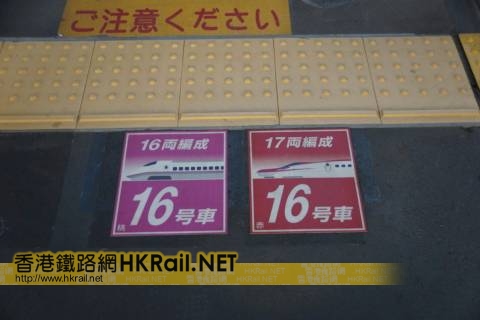 ご注意ください
16両編成
16号車
桃
17両編成
16号車
赤
香港鐵路網HKRail.NET
http://www.hkrail.net